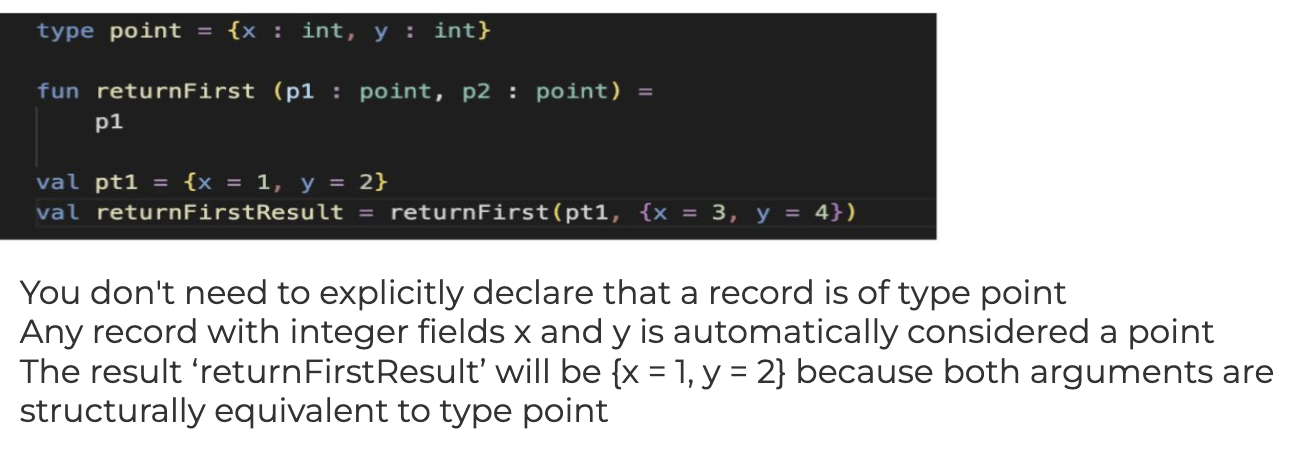 type point = {x : int, y : int}
fun returnFirst (p1 : point, p2 : point) =
p1
val pt1 = {x = 1, y = 2}
val returnFirstResult = returnFirst(pt1, {x = 3, y = 4})
You don't need to explicitly declare that a record is of type point
Any record with integer fields x and y is automatically considered a point
The result ‘returnFirstResult’ will be {x = 1, y = 2} because both arguments are
structurally equivalent to type point